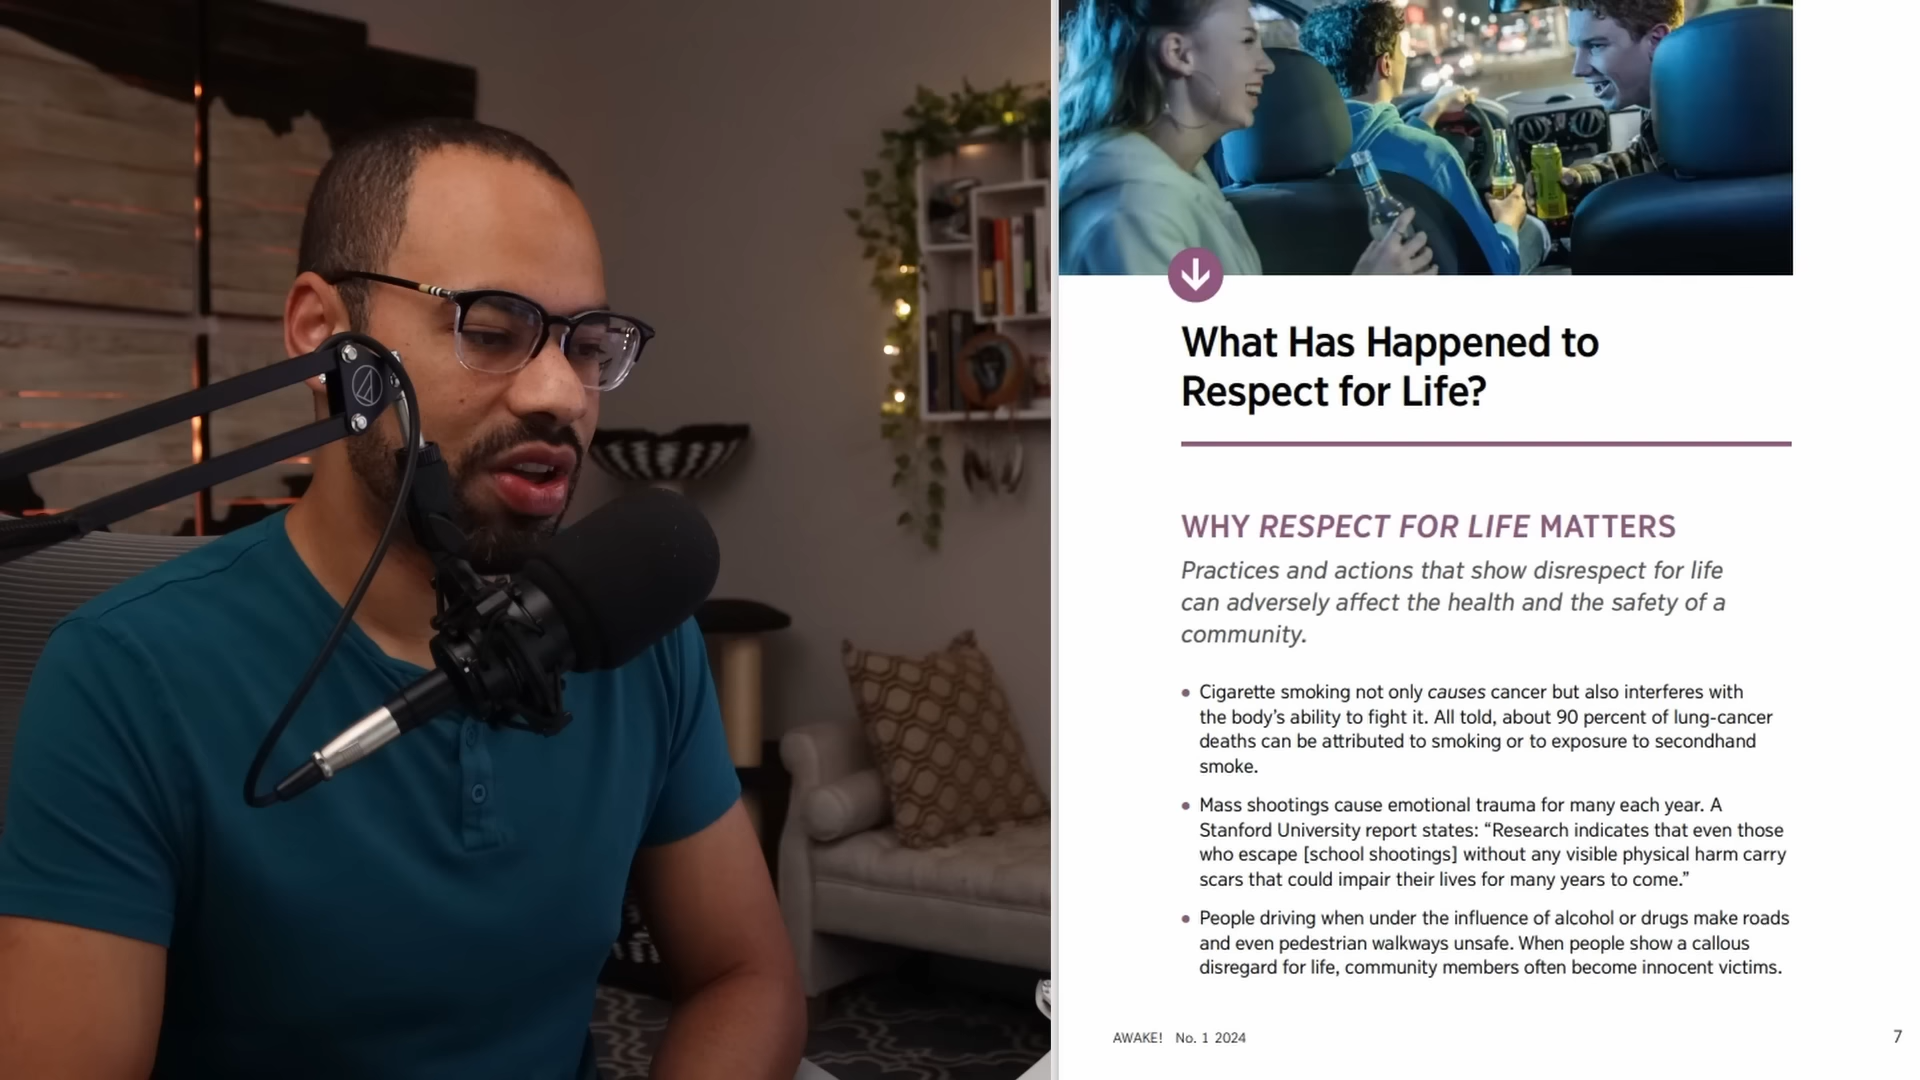 What Has Happened to
Respect for Life?
WHY RESPECT FOR LIFE MATTERS
Practices and actions that show disrespect for life
can adversely affect the health and the safety of a
community.
• Cigarette smoking not only causes cancer but also interferes with
the body’s ability to fight it. All told, about 90 percent of lung-cancer
deaths can be attributed to smoking or to exposure to secondhand
smoke.
• Mass shootings cause emotional trauma for many each year. A
Stanford University report states: “Research indicates that even those
who escape [school shootings] without any visible physical harm carry
scars that could impair their lives for many years to come.”
• People driving when under the influence of alcohol or drugs make roads
and even pedestrian walkways unsafe. When people show a callous
disregard for life, community members often become innocent victims.
AWAKE! No. 1 2024
7